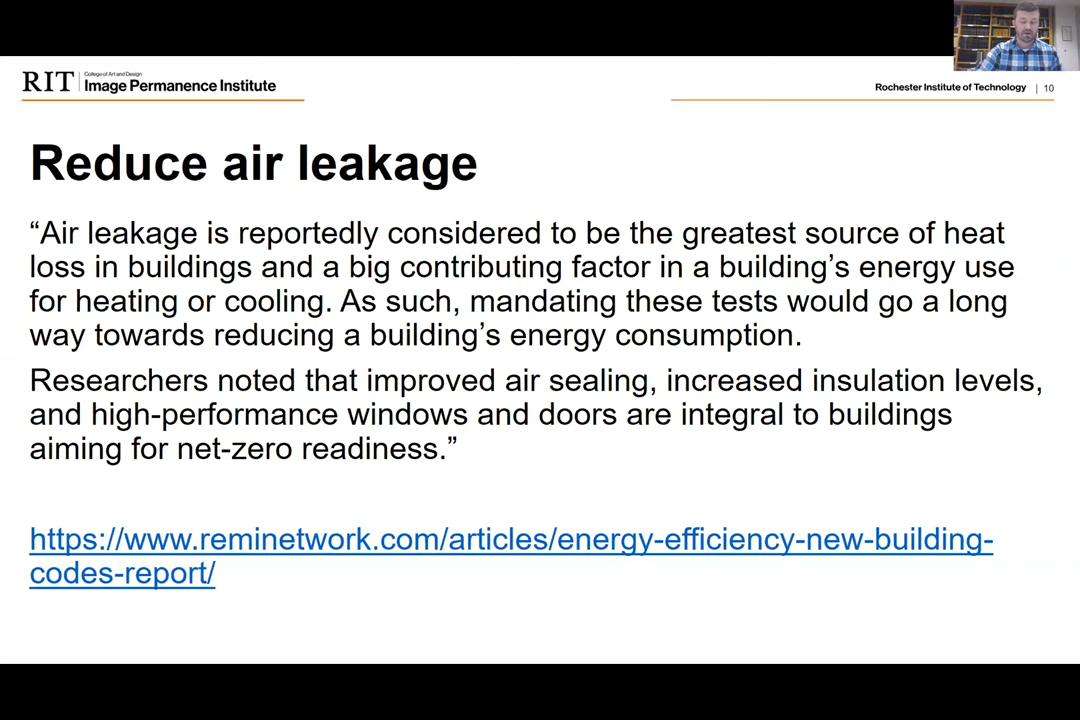 RIT
College of Art and Design
Image Permanence Institute
Rochester Institute of Technology | 10
Reduce air leakage
“Air leakage is reportedly considered to be the greatest source of heat
loss in buildings and a big contributing factor in a building’s energy use
for heating or cooling. As such, mandating these tests would go a long
way towards reducing a building’s energy consumption.
Researchers noted that improved air sealing, increased insulation levels,
and high-performance windows and doors are integral to buildings
aiming for net-zero readiness.”
https://www.reminetwork.com/articles/energy-efficiency-new-building-
codes-report/